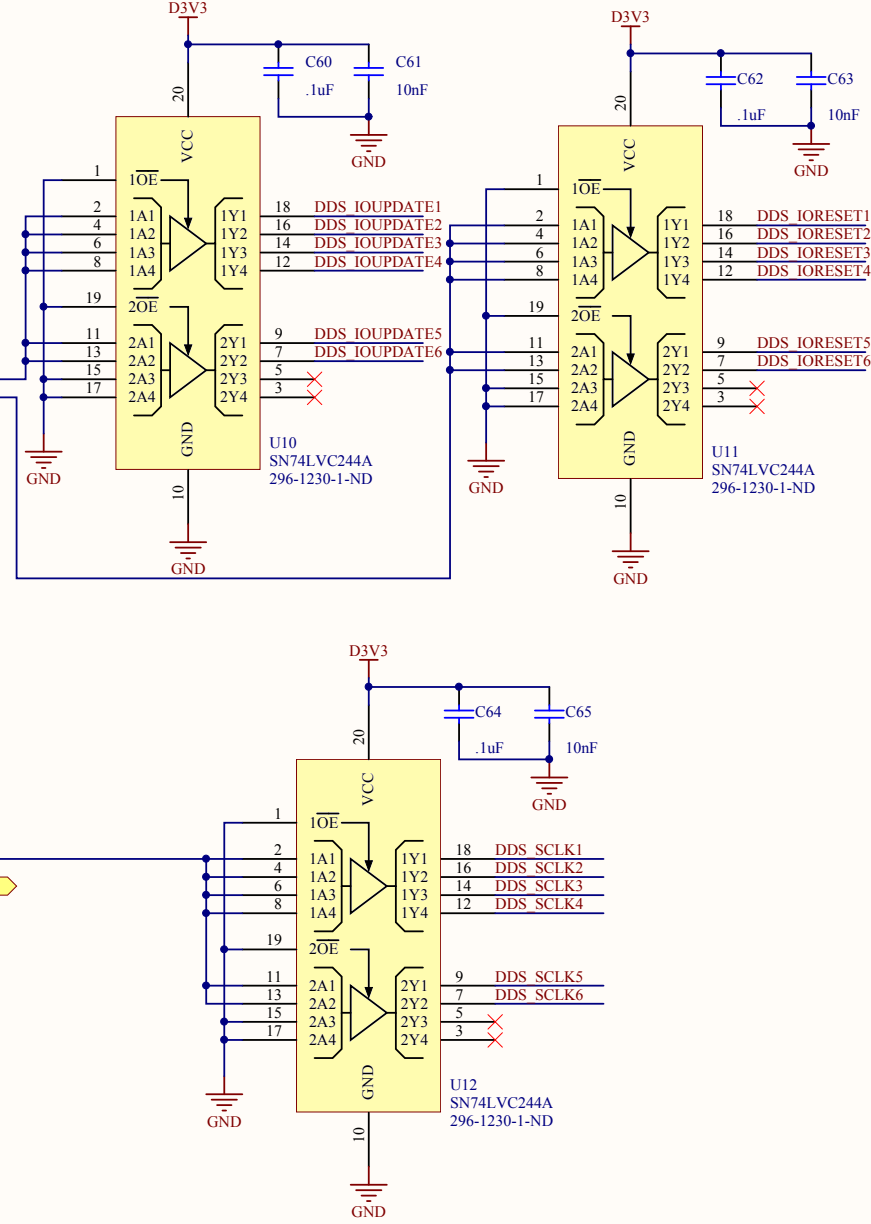 D3V3
C60
.1uF
C61
10nF
GND
20
VCC
1 1OE
2 1A1 1Y1 18 DDS_IOUPDATE1
4 1A2 1Y2 16 DDS_IOUPDATE2
6 1A3 1Y3 14 DDS_IOUPDATE3
8 1A4 1Y4 12 DDS_IOUPDATE4
19 2OE
11 2A1 2Y1 9 DDS_IOUPDATE5
13 2A2 2Y2 7 DDS_IOUPDATE6
15 2A3 2Y3 5
17 2A4 2Y4 3
GND
10
GND
GND
U10
SN74LVC244A
296-1230-1-ND
D3V3
C62
.1uF
C63
10nF
GND
20
VCC
1 1OE
2 1A1 1Y1 18 DDS_IORESET1
4 1A2 1Y2 16 DDS_IORESET2
6 1A3 1Y3 14 DDS_IORESET3
8 1A4 1Y4 12 DDS_IORESET4
19 2OE
11 2A1 2Y1 9 DDS_IORESET5
13 2A2 2Y2 7 DDS_IORESET6
15 2A3 2Y3 5
17 2A4 2Y4 3
GND
10
GND
GND
U11
SN74LVC244A
296-1230-1-ND
D3V3
C64
.1uF
C65
10nF
GND
20
VCC
1 1OE
2 1A1 1Y1 18 DDS_SCLK1
4 1A2 1Y2 16 DDS_SCLK2
6 1A3 1Y3 14 DDS_SCLK3
8 1A4 1Y4 12 DDS_SCLK4
19 2OE
11 2A1 2Y1 9 DDS_SCLK5
13 2A2 2Y2 7 DDS_SCLK6
15 2A3 2Y3 5
17 2A4 2Y4 3
GND
10
GND
GND
U12
SN74LVC244A
296-1230-1-ND